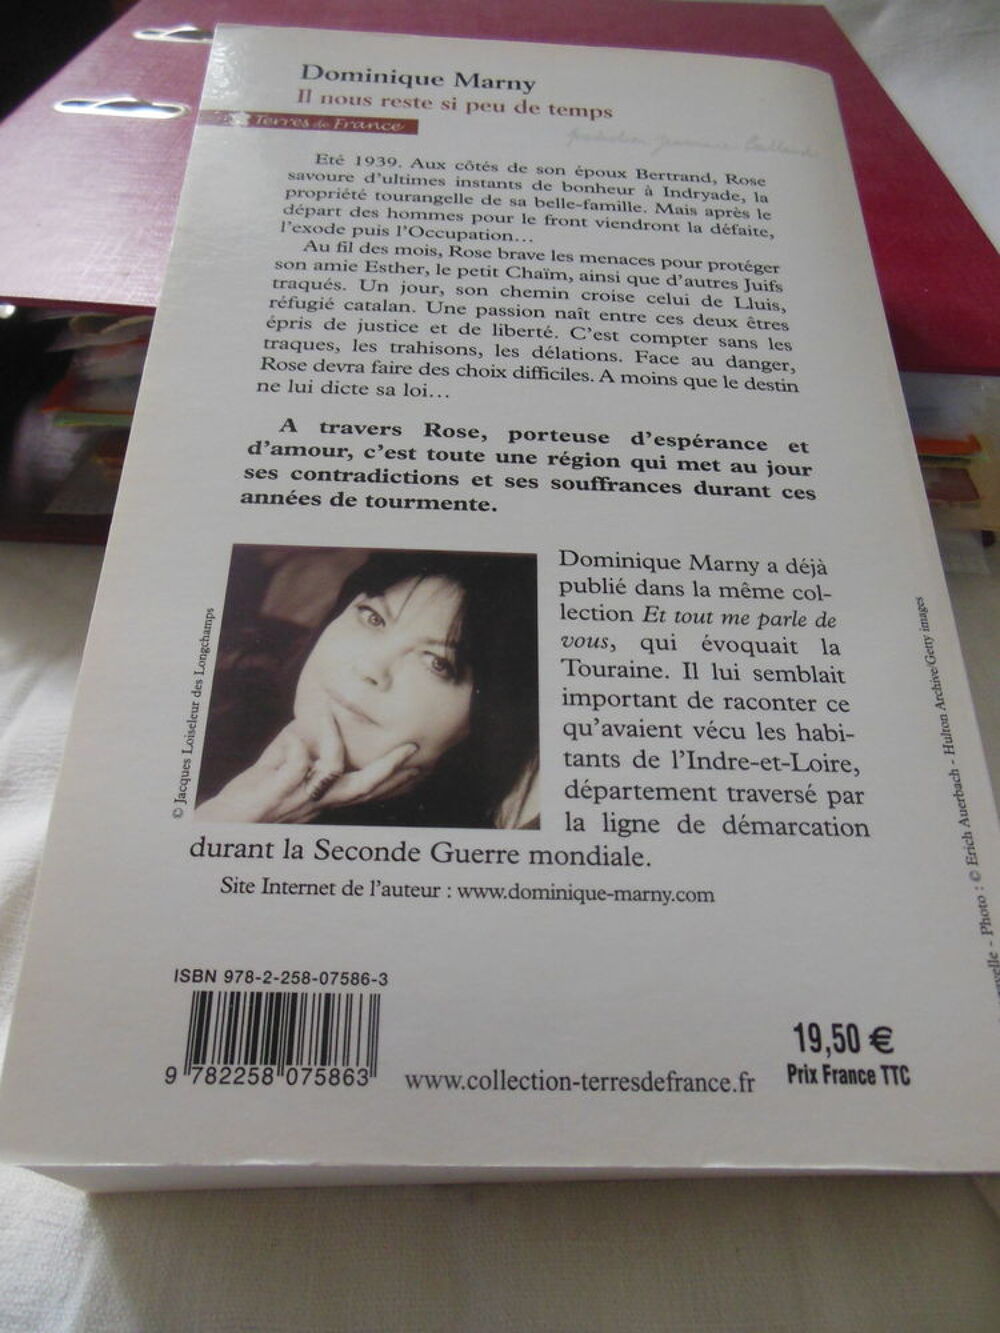 Dominique Marny
Il nous reste si peu de temps
Terres de France
Eté 1939. Aux côtés de son époux Bertrand, Rose
savoure d'ultimes instants de bonheur à Indryade, la
propriété tourangelle de sa belle-famille. Mais après le
départ des hommes pour le front viendront la défaite,
l'exode puis l'Occupation...
Au fil des mois, Rose brave les menaces pour protéger
son amie Esther, le petit Chaïm, ainsi que d'autres Juifs
traqués. Un jour, son chemin croise celui de Lluis,
réfugié catalan. Une passion naît entre ces deux êtres
épris de justice et de liberté. C'est compter sans les
traques, les trahisons, les délations. Face au danger,
Rose devra faire des choix difficiles. A moins que le destin
ne lui dicte sa loi...
A travers Rose, porteuse d'espérance et
d'amour, c'est toute une région qui met au jour
ses contradictions et ses souffrances durant ces
années de tourmente.
© Jacques Loiseleur des Longchamps
Dominique Marny a déjà
publié dans la même col-
lection Et tout me parle de
vous, qui évoquait la
Touraine. Il lui semblait
important de raconter ce
qu'avaient vécu les habi-
tants de l'Indre-et-Loire,
département traversé par
la ligne de démarcation
durant la Seconde Guerre mondiale.
Site Internet de l'auteur : www.dominique-marny.com
- Photo : © Erich Auerbach - Hulton Archive/Getty images
ISBN 978-2-258-07586-3
9 782258 075863
www.collection-terresdefrance.fr
19,50 €
Prix France TTC